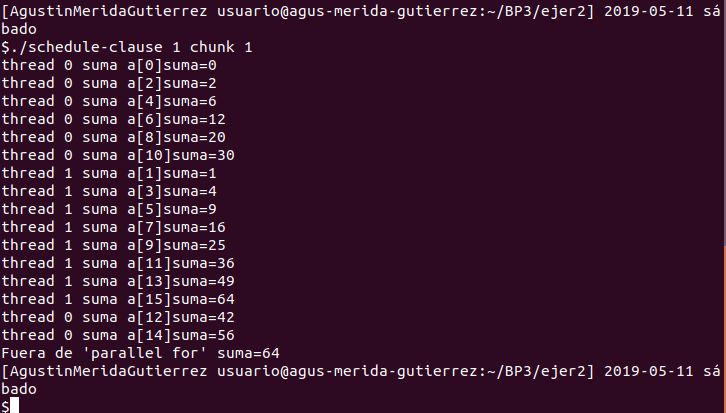 [AgustinMeridaGutierrez usuario@agus-merida-gutierrez:~/BP3/ejer2] 2019-05-11 sá
bado
$./schedule-clause 1 chunk 1
thread 0 suma a[0]suma=0
thread 0 suma a[2]suma=2
thread 0 suma a[4]suma=6
thread 0 suma a[6]suma=12
thread 0 suma a[8]suma=20
thread 0 suma a[10]suma=30
thread 1 suma a[1]suma=1
thread 1 suma a[3]suma=4
thread 1 suma a[5]suma=9
thread 1 suma a[7]suma=16
thread 1 suma a[9]suma=25
thread 1 suma a[11]suma=36
thread 1 suma a[13]suma=49
thread 1 suma a[15]suma=64
thread 0 suma a[12]suma=42
thread 0 suma a[14]suma=56
Fuera de 'parallel for' suma=64
[AgustinMeridaGutierrez usuario@agus-merida-gutierrez:~/BP3/ejer2] 2019-05-11 sá
bado
$